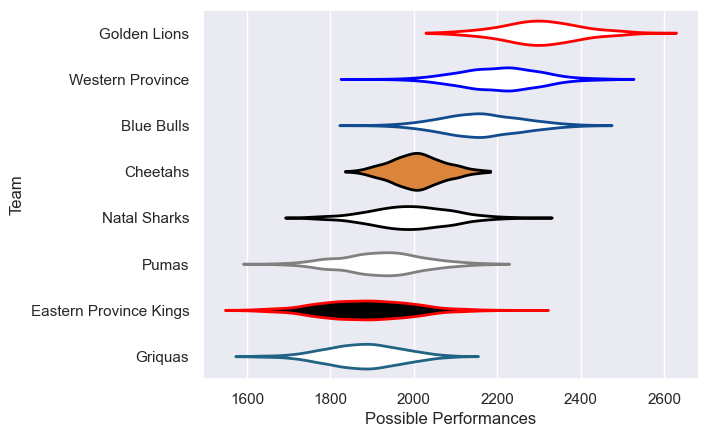 Golden Lions
Western Province
Blue Bulls
Cheetahs
Natal Sharks
Pumas
Eastern Province Kings
Griquas
Team
1600 1800 2000 2200 2400 2600
Possible Performances